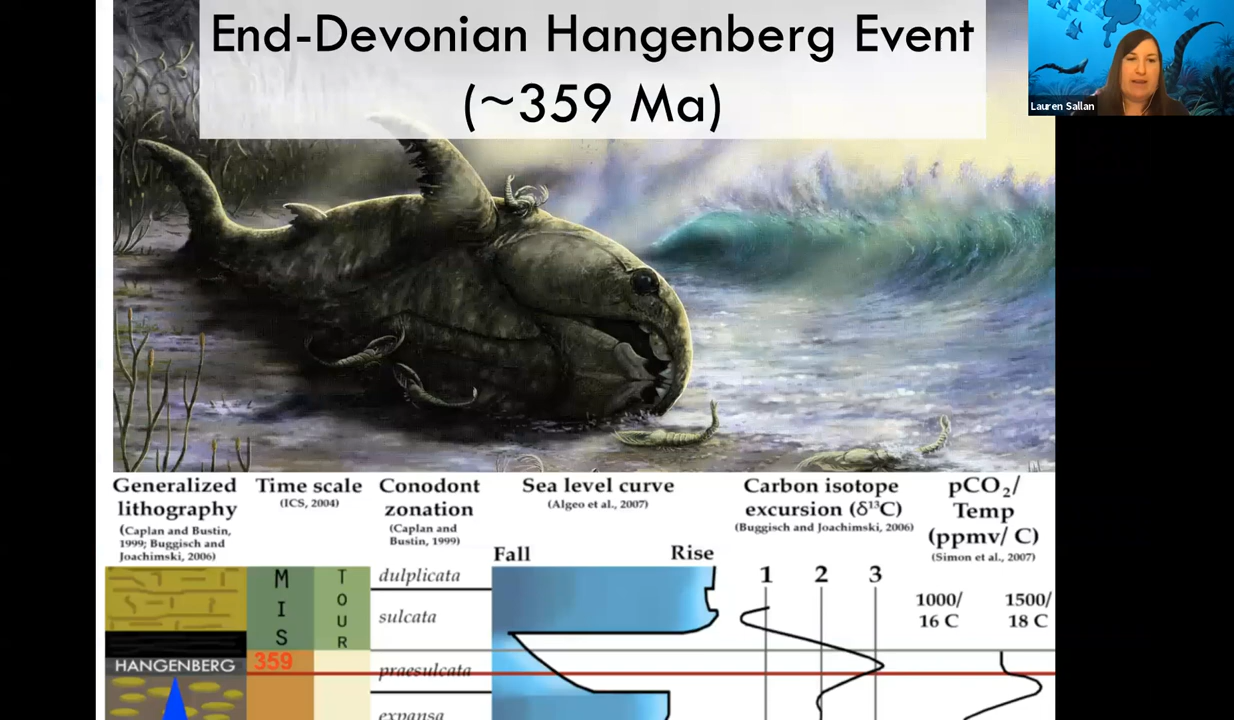 End-Devonian Hangenberg Event
(~359 Ma)
Lauren Sallan
Generalized
lithography
(Caplan and Bustin,
1999; Buggisch and
Joachimski, 2006)
Time scale
(ICS, 2004)
Conodont
zonation
(Caplan and
Bustin, 1999)
Sea level curve
(Algeo et al., 2007)
Fall
Rise
Carbon isotope
excursion (δ¹³C)
(Buggisch and Joachimski, 2006)
1 2 3
pCO₂/
Temp
(ppmv/ C)
(Simon et al., 2007)
1000/
16 C
1500/
18 C
HANGENBERG
MIS
359
TOUR
dulplicata
sulcata
praesulcata
expansa